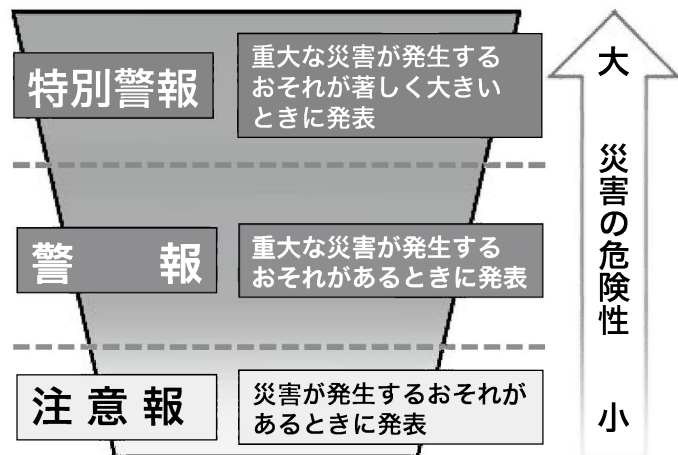 特別警報
重大な災害が発生する
おそれが著しく大きい
ときに発表
警報
重大な災害が発生する
おそれがあるときに発表
注意報
災害が発生するおそれが
あるときに発表
大
災害の危険性
小